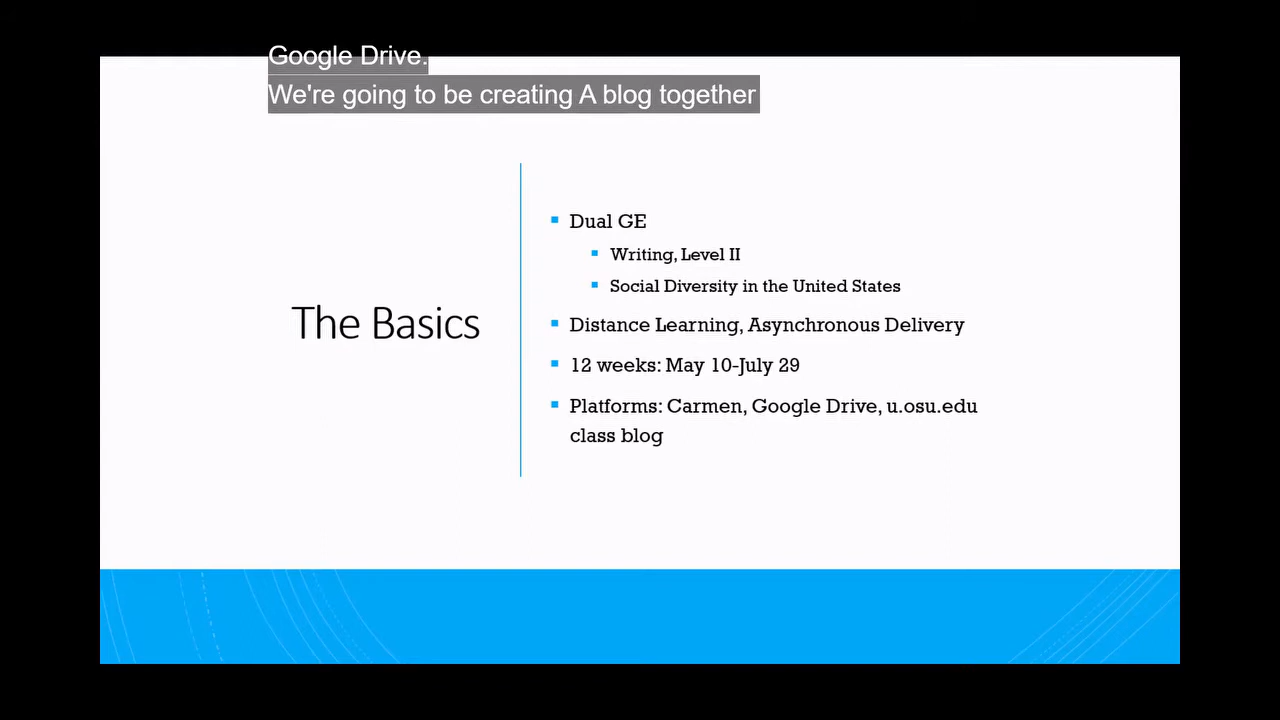 Google Drive.
We're going to be creating A blog together
The Basics
Dual GE
Writing, Level II
Social Diversity in the United States
Distance Learning, Asynchronous Delivery
12 weeks: May 10-July 29
Platforms: Carmen, Google Drive, u.osu.edu
class blog